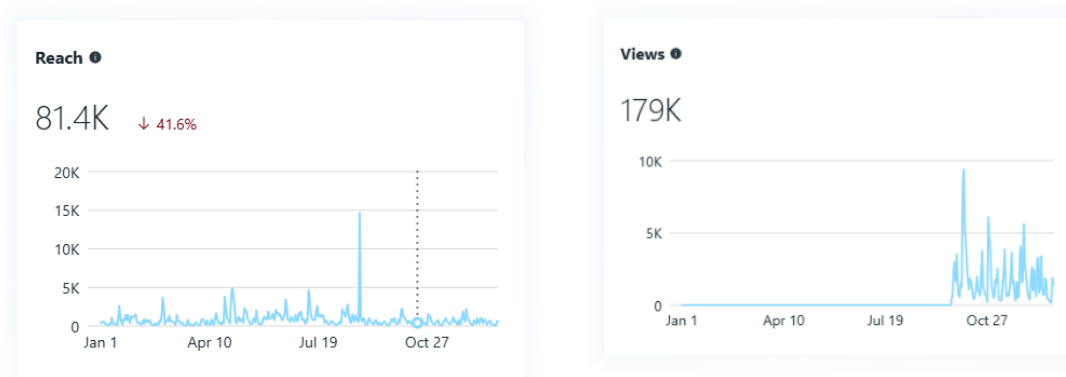 Reach
81.4K ↓ 41.6%
20K
15K
10K
5K
0
Jan 1 Apr 10 Jul 19 Oct 27
Views
179K
10K
5K
0
Jan 1 Apr 10 Jul 19 Oct 27